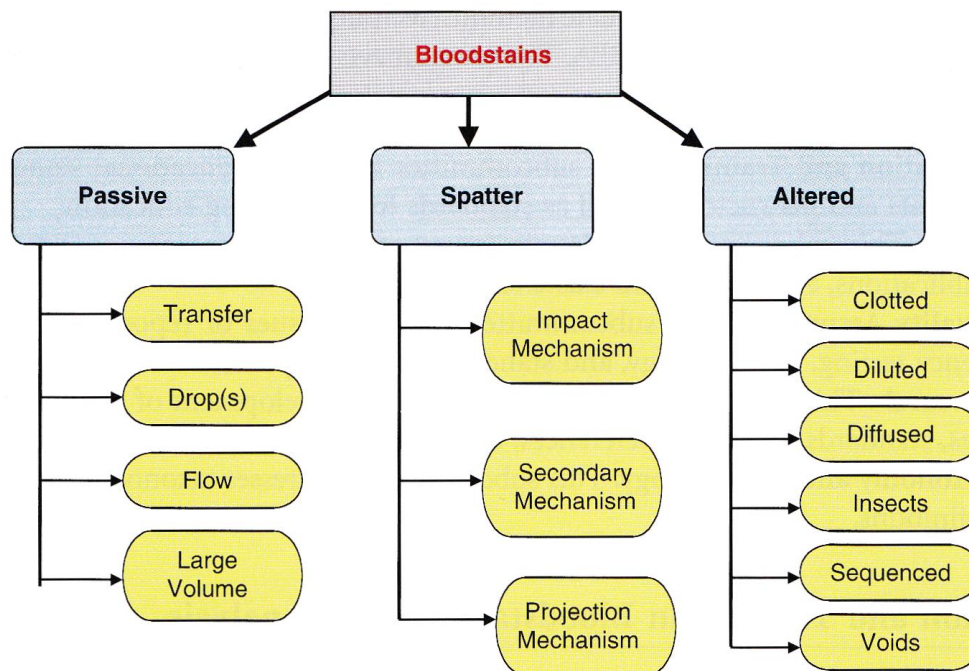 Bloodstains
Passive
Spatter
Altered
Transfer
Drop(s)
Flow
Large
Volume
Impact
Mechanism
Secondary
Mechanism
Projection
Mechanism
Clotted
Diluted
Diffused
Insects
Sequenced
Voids